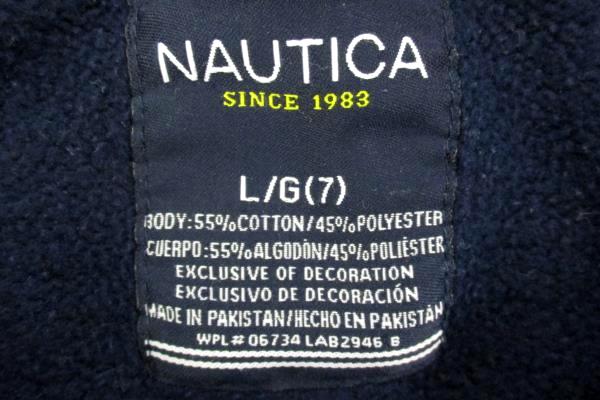 NAUTICA
SINCE 1983
L/G(7)
BODY:55%COTTON/45%POLYESTER
CUERPO:55%ALGODÓN/45%POLIÉSTER
EXCLUSIVE OF DECORATION
EXCLUSIVO DE DECORACIÓN
MADE IN PAKISTAN/HECHO EN PAKISTÁN
WPL# 06734 LAB2946 B